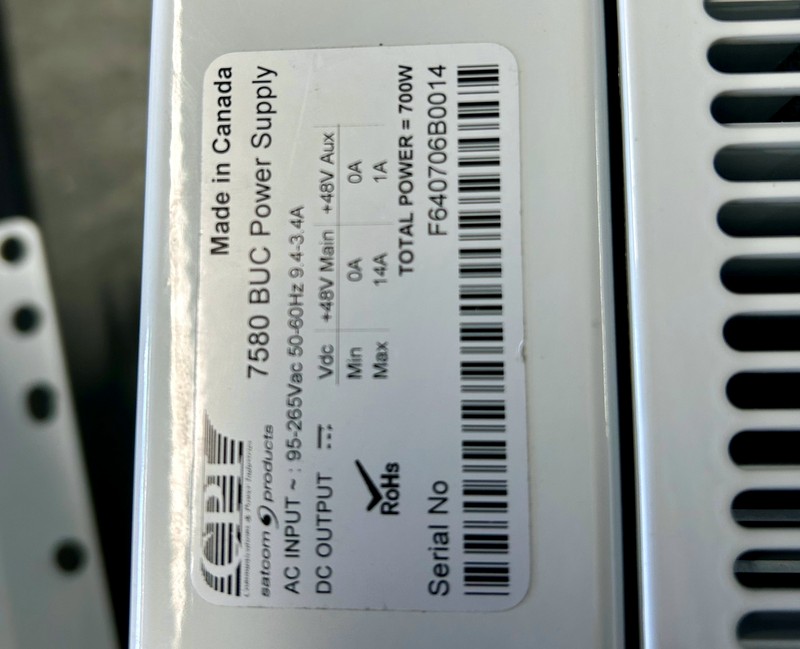 Made in Canada
CPI
Communications & Power Industries
satcom products
7580 BUC Power Supply
AC INPUT ~ : 95-265Vac 50-60Hz 9.4-3.4A
DC OUTPUT ⎓
Vdc +48V Main +48V Aux
Min 0A 0A
Max 14A 1A
RoHS
TOTAL POWER = 700W
Serial No F640706B0014